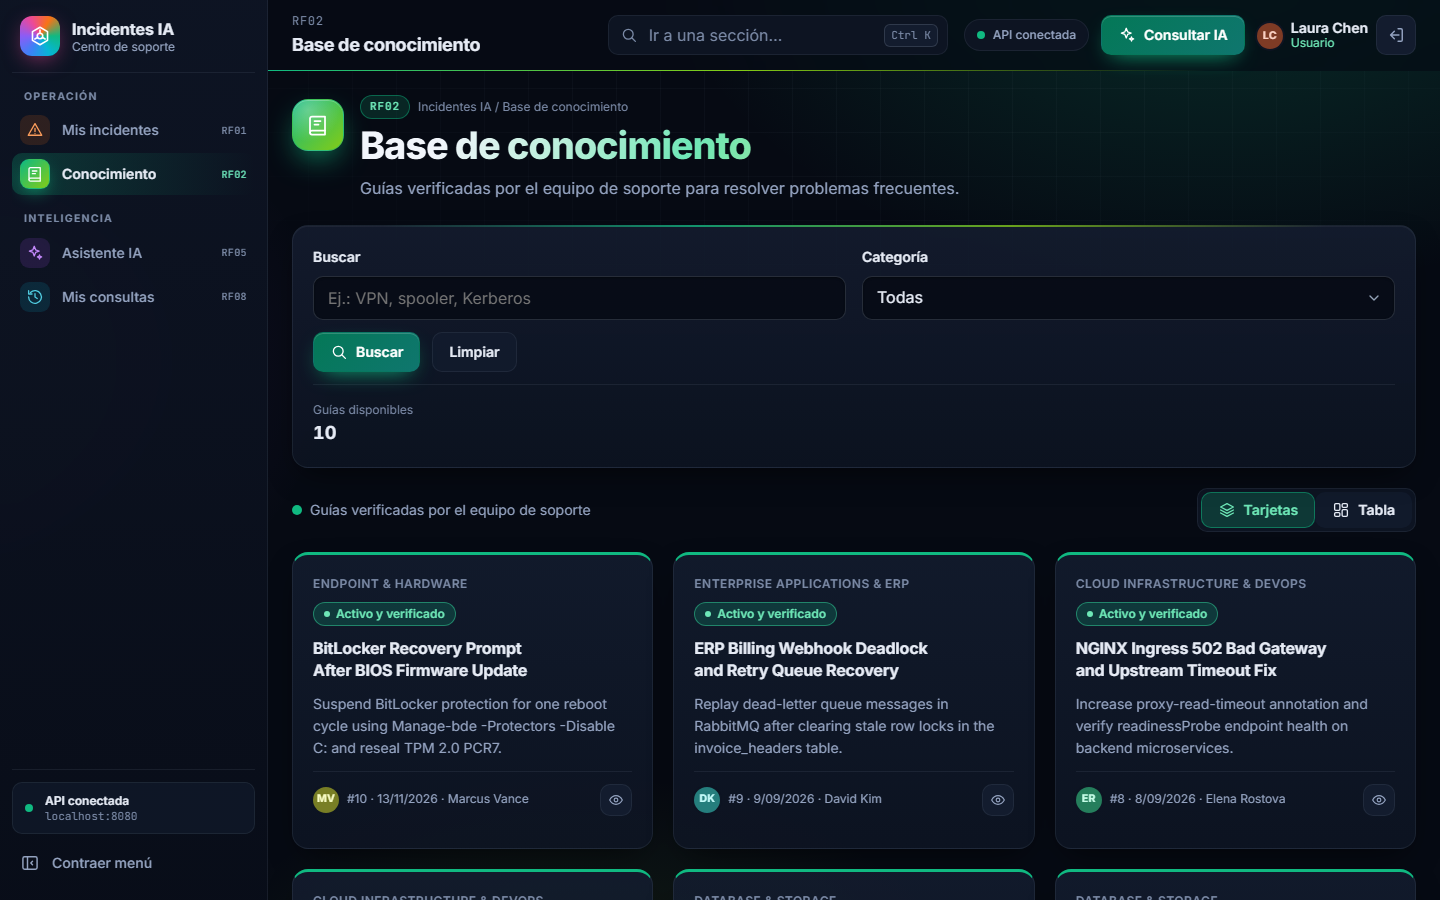 Incidentes IA
Centro de soporte
OPERACIÓN
Mis incidentes RF01
Conocimiento RF02
INTELIGENCIA
Asistente IA RF05
Mis consultas RF08
API conectada
localhost:8080
Contraer menú
RF02
Base de conocimiento
Ir a una sección... Ctrl K
API conectada
Consultar IA
LC
Laura Chen
Usuario
RF02 Incidentes IA / Base de conocimiento
Base de conocimiento
Guías verificadas por el equipo de soporte para resolver problemas frecuentes.
Buscar
Ej.: VPN, spooler, Kerberos
Categoría
Todas
Buscar Limpiar
Guías disponibles
10
Guías verificadas por el equipo de soporte
Tarjetas Tabla
ENDPOINT & HARDWARE
Activo y verificado
BitLocker Recovery Prompt
After BIOS Firmware Update
Suspend BitLocker protection for one reboot
cycle using Manage-bde -Protectors -Disable
C: and reseal TPM 2.0 PCR7.
MV #10 · 13/11/2026 · Marcus Vance
ENTERPRISE APPLICATIONS & ERP
Activo y verificado
ERP Billing Webhook Deadlock
and Retry Queue Recovery
Replay dead-letter queue messages in
RabbitMQ after clearing stale row locks in the
invoice_headers table.
DK #9 · 9/09/2026 · David Kim
CLOUD INFRASTRUCTURE & DEVOPS
Activo y verificado
NGINX Ingress 502 Bad Gateway
and Upstream Timeout Fix
Increase proxy-read-timeout annotation and
verify readinessProbe endpoint health on
backend microservices.
ER #8 · 8/09/2026 · Elena Rostova
CLOUD INFRASTRUCTURE & DEVOPS
DATABASE & STORAGE
DATABASE & STORAGE